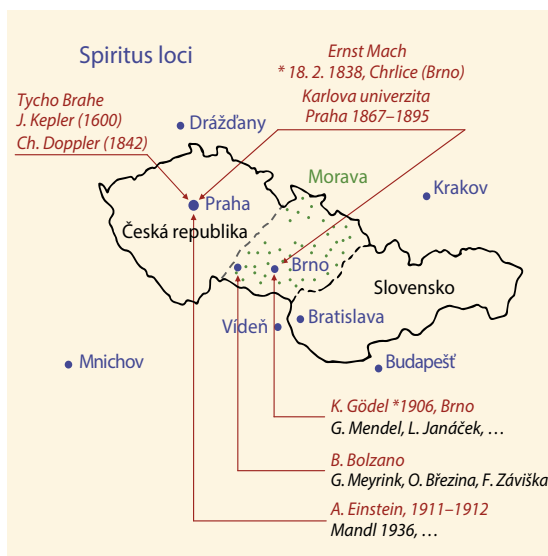 Spiritus loci
Ernst Mach
* 18. 2. 1838, Chrlice (Brno)
Karlova univerzita
Praha 1867–1895
Tycho Brahe
J. Kepler (1600)
Ch. Doppler (1842)
Drážďany
Morava
Krakov
Praha
Česká republika
Brno
Slovensko
Vídeň
Bratislava
Mnichov
Budapešť
K. Gödel *1906, Brno
G. Mendel, L. Janáček, …
B. Bolzano
G. Meyrink, O. Březina, F. Záviška
A. Einstein, 1911–1912
Mandl 1936, …